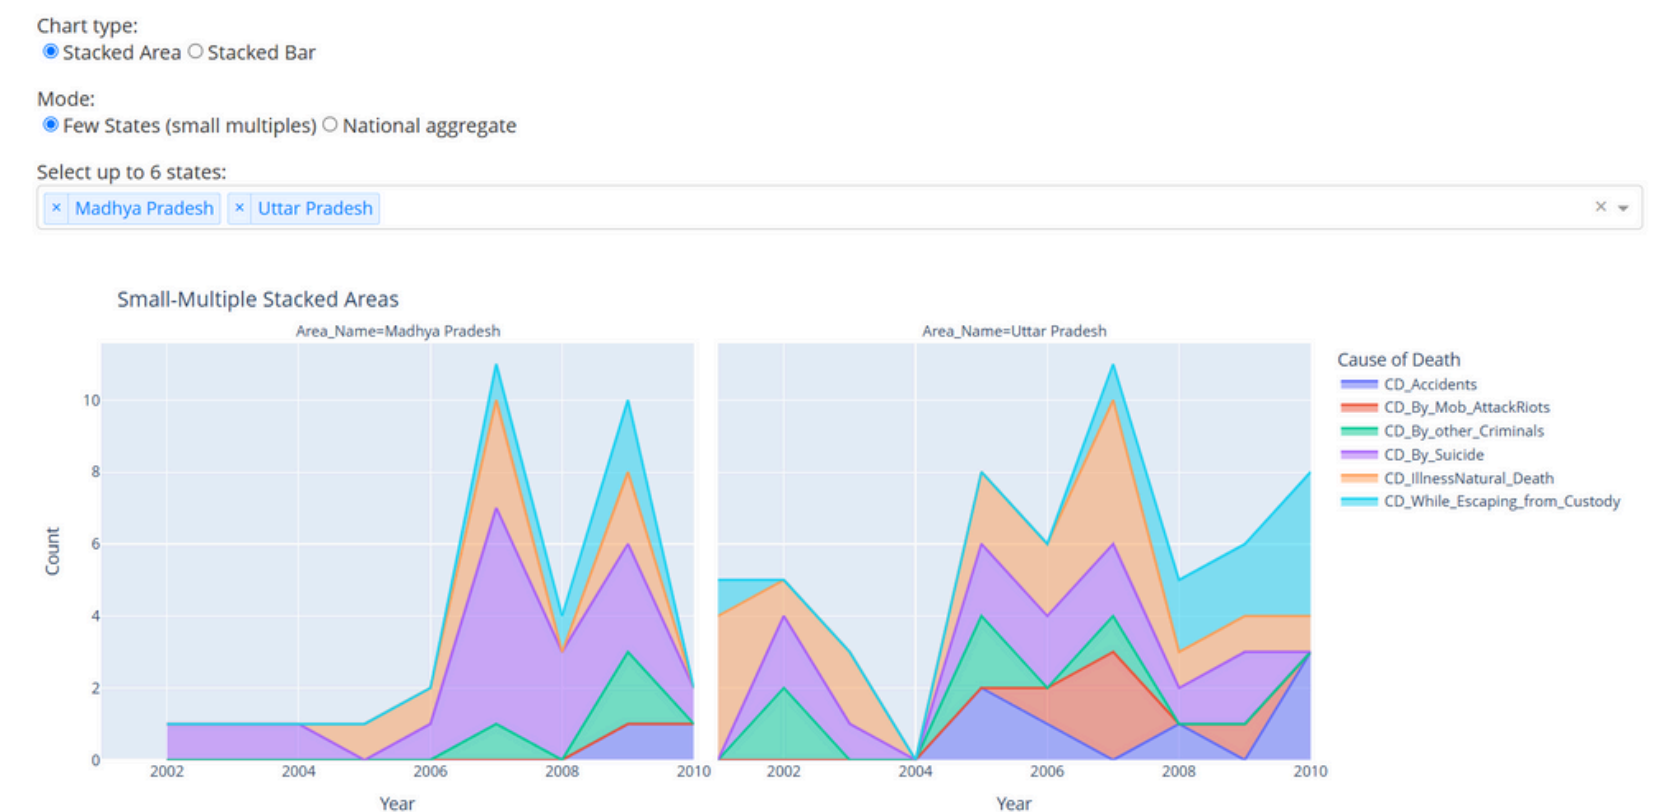 Chart type:
Stacked Area Stacked Bar
Mode:
Few States (small multiples) National aggregate
Select up to 6 states:
× Madhya Pradesh × Uttar Pradesh ×
Small-Multiple Stacked Areas
Area_Name=Madhya Pradesh Area_Name=Uttar Pradesh
Cause of Death
CD_Accidents
CD_By_Mob_AttackRiots
CD_By_other_Criminals
CD_By_Suicide
CD_IllnessNatural_Death
CD_While_Escaping_from_Custody
Count
10
8
6
4
2
0
2002 2004 2006 2008 2010 2002 2004 2006 2008 2010
Year Year